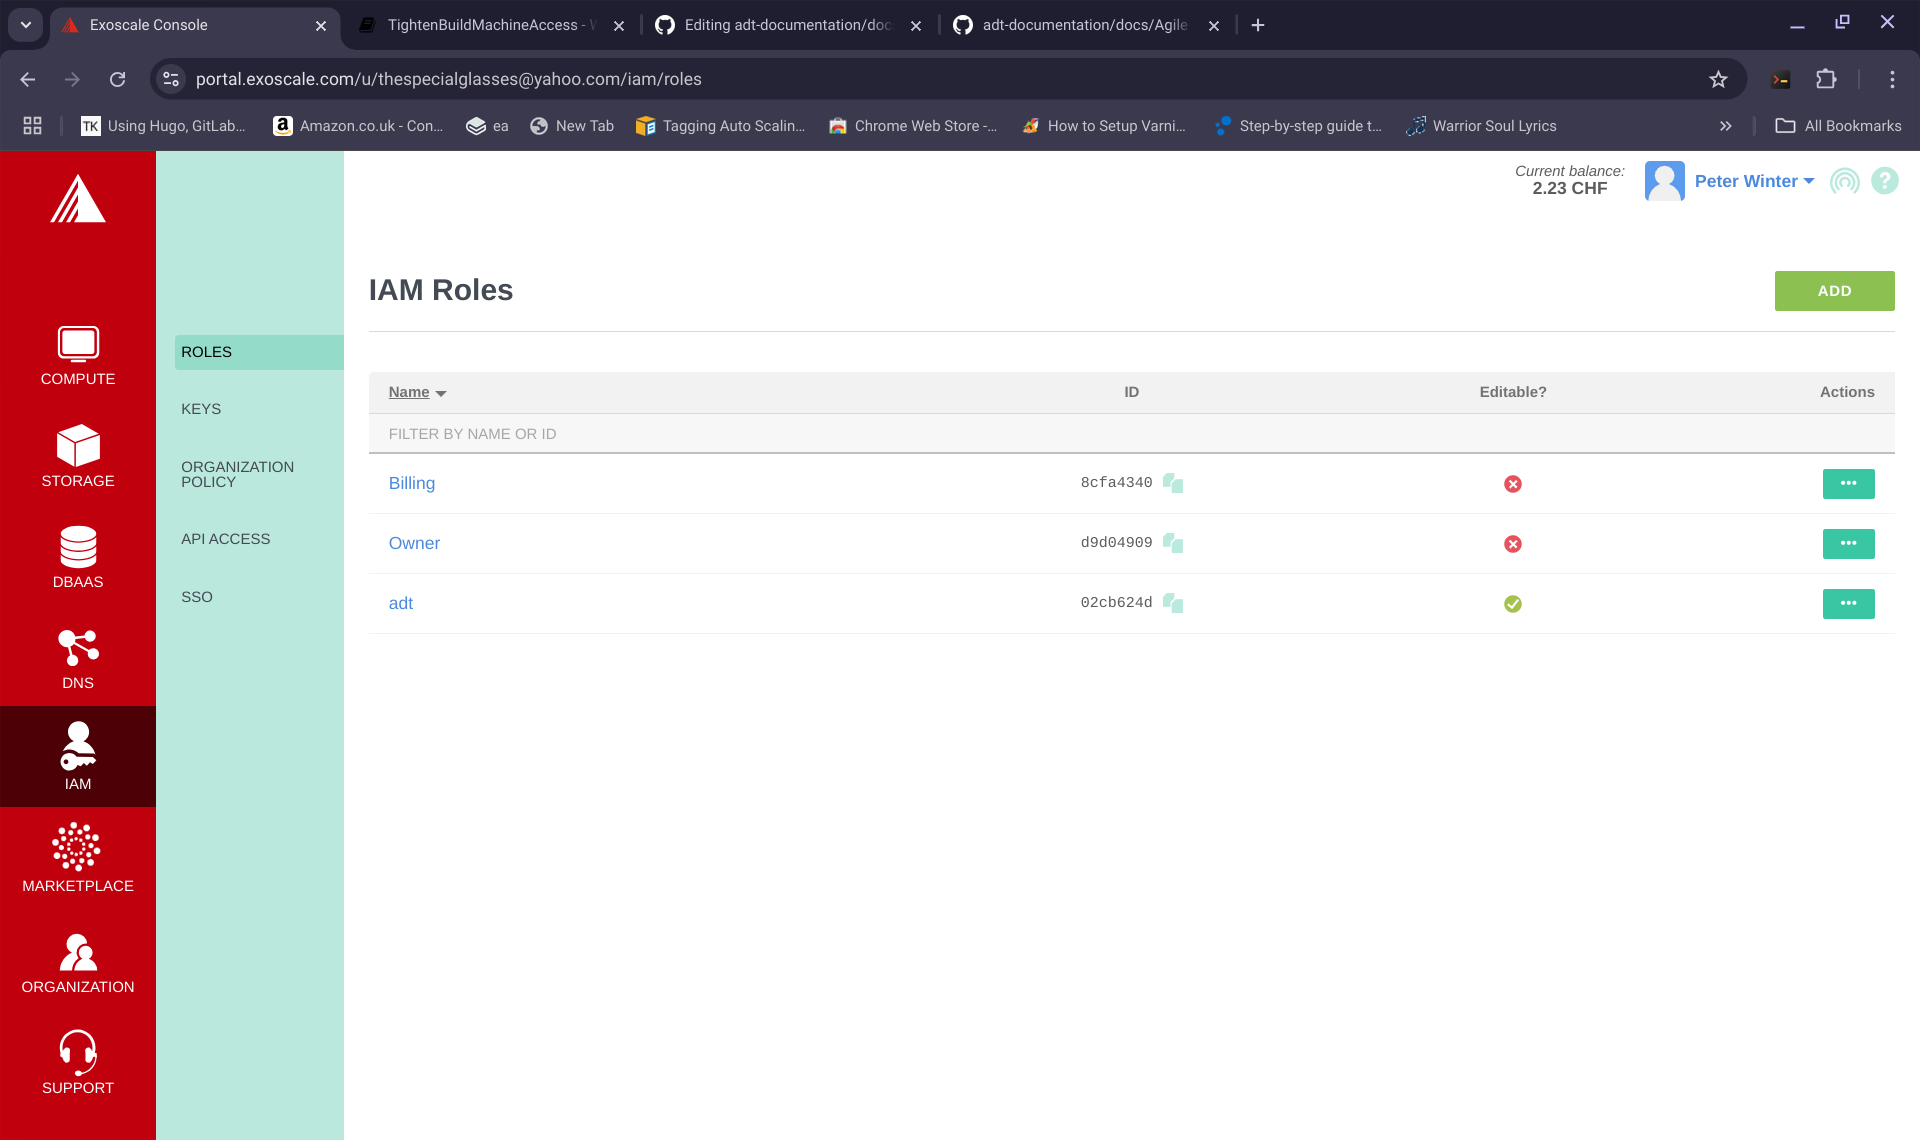 Exoscale Console
TightenBuildMachineAccess - W
Editing adt-documentation/doc
adt-documentation/docs/Agile
portal.exoscale.com/u/thespecialglasses@yahoo.com/iam/roles
TK Using Hugo, GitLab...
a Amazon.co.uk - Con...
ea
New Tab
Tagging Auto Scalin...
Chrome Web Store -...
How to Setup Varni...
Step-by-step guide t...
Warrior Soul Lyrics
All Bookmarks
Current balance:
2.23 CHF
Peter Winter
?
COMPUTE
STORAGE
DBAAS
DNS
IAM
MARKETPLACE
ORGANIZATION
SUPPORT
ROLES
KEYS
ORGANIZATION
POLICY
API ACCESS
SSO
IAM Roles
ADD
Name ID Editable? Actions
FILTER BY NAME OR ID
Billing 8cfa4340
Owner d9d04909
adt 02cb624d